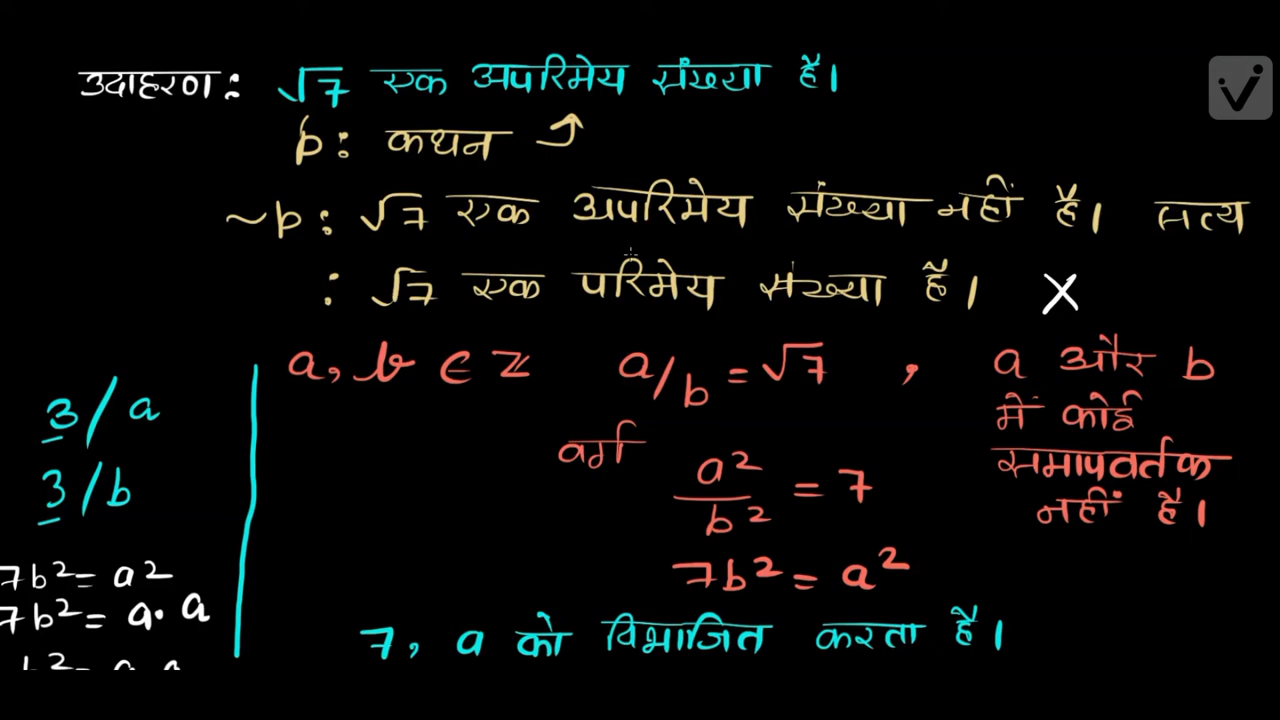 उदाहरण: √7 एक अपरिमेय संख्या है।
p: कथन
~p: √7 एक अपरिमेय संख्या नहीं है। सत्य
: √7 एक परिमेय संख्या है। X
a, b ∈ Z a/b = √7 , a और b
में कोई
समापवर्तक
नहीं है।
वर्ग a²/b² = 7
7b² = a²
3/a
3/b
7b² = a²
7b² = a·a
7, a को विभाजित करता है।